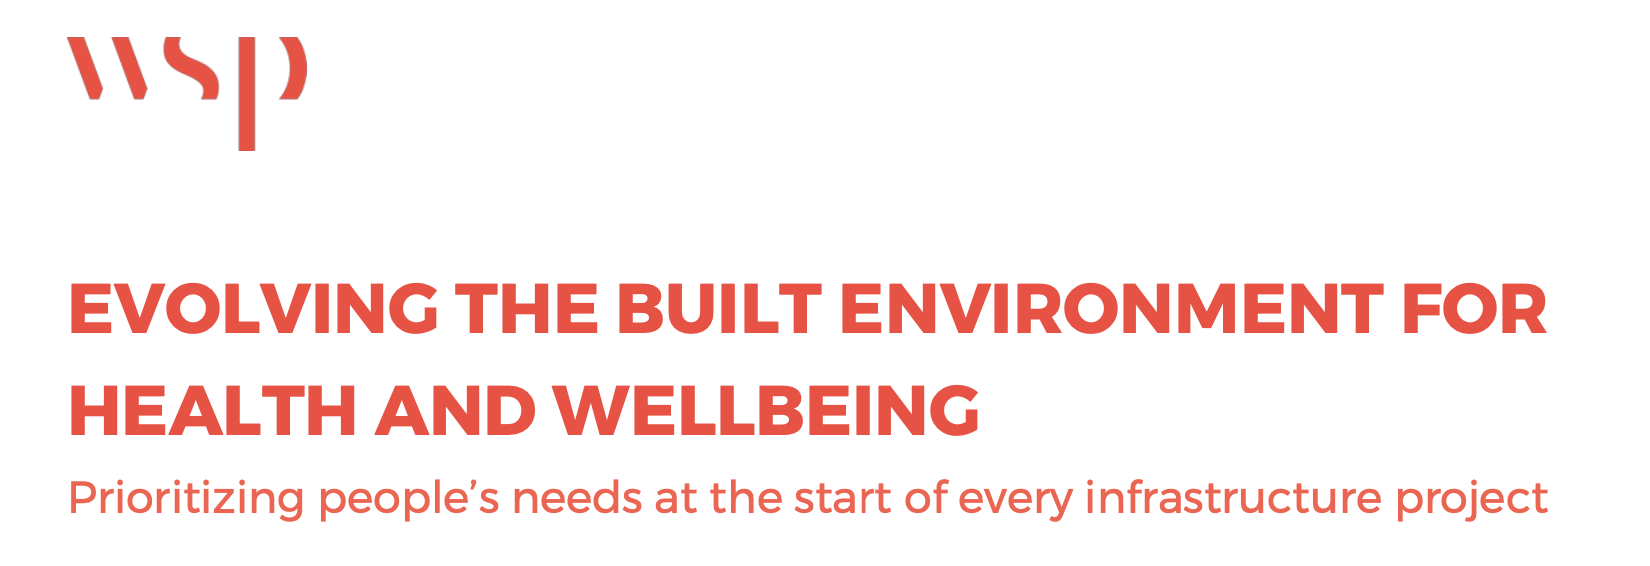 wsp
EVOLVING THE BUILT ENVIRONMENT FOR
HEALTH AND WELLBEING
Prioritizing people’s needs at the start of every infrastructure project